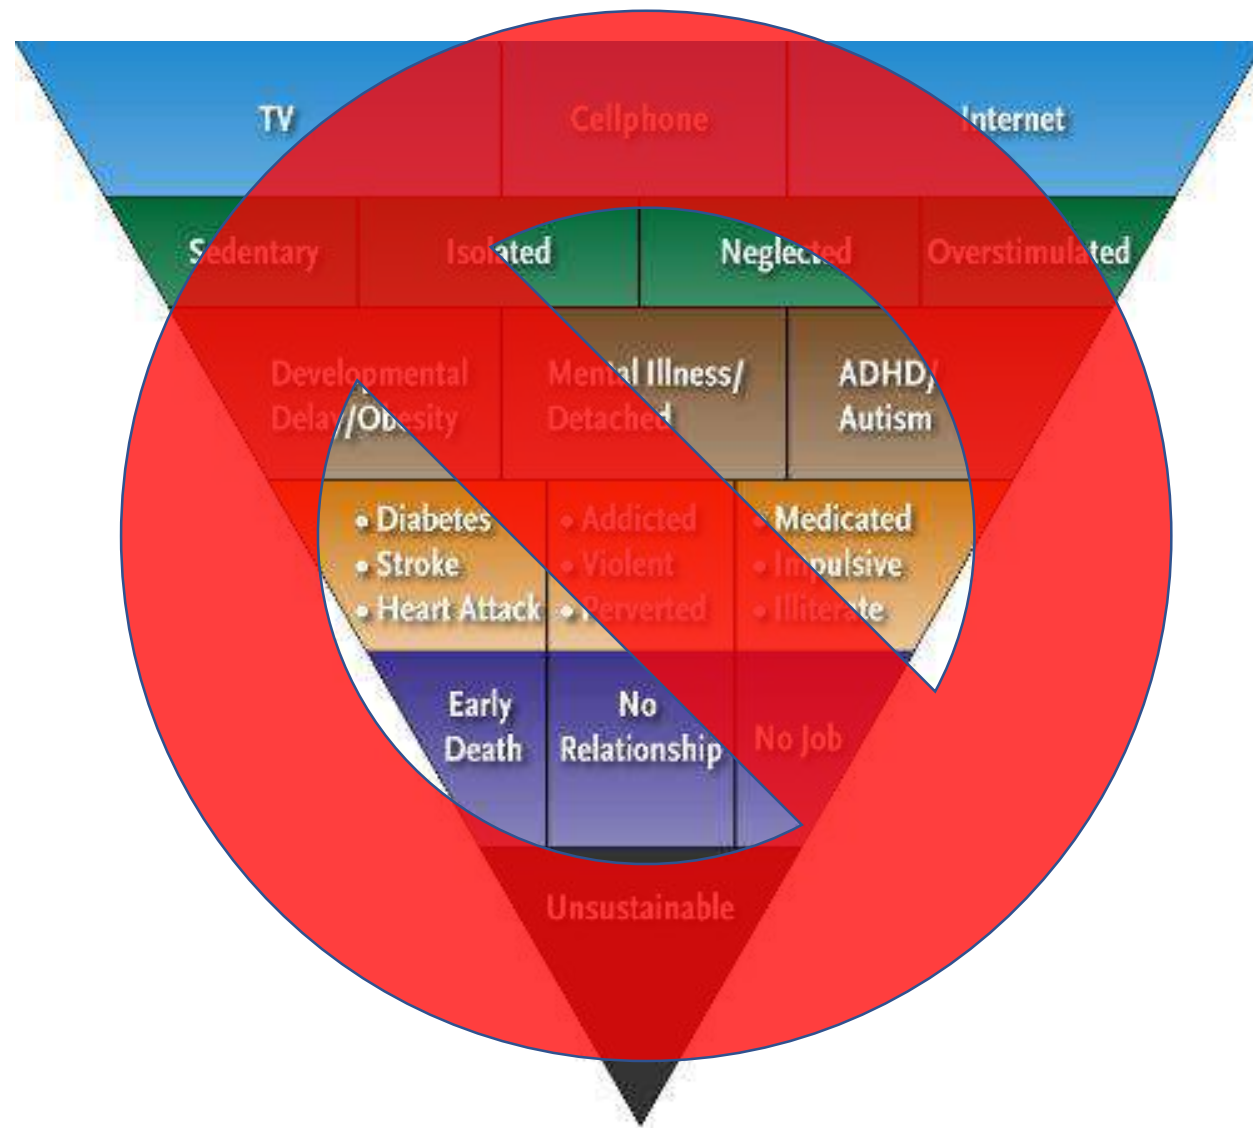 TV
Cellphone
Internet
Sedentary
Isolated
Neglected
Overstimulated
Developmental
Delay/Obesity
Mental Illness/
Detached
ADHD/
Autism
• Diabetes
• Stroke
• Heart Attack
• Addicted
• Violent
• Perverted
• Medicated
• Impulsive
• Illiterate
Early
Death
No
Relationship
No Job
Unsustainable